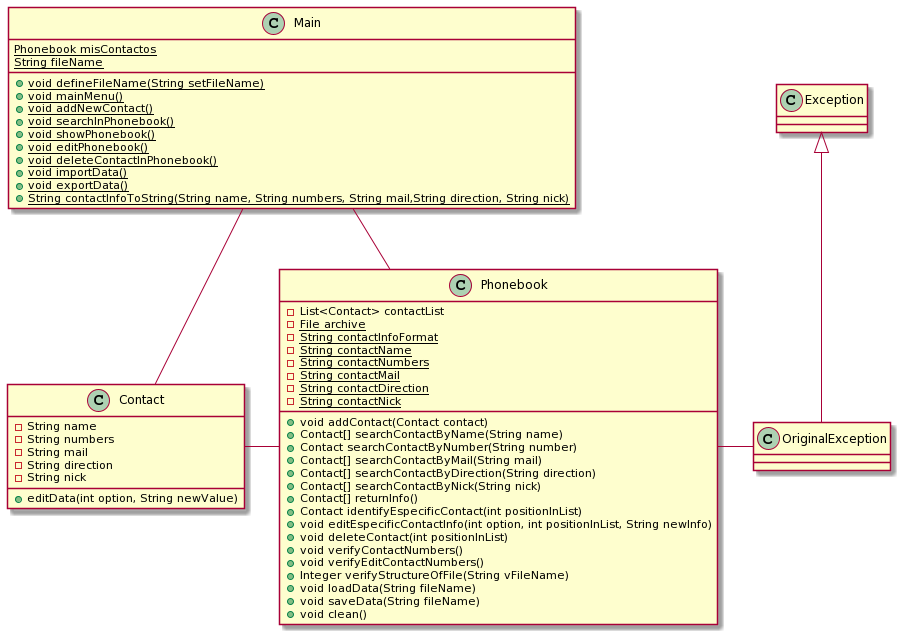 C Main
Phonebook misContactos
String fileName
void defineFileName(String setFileName)
void mainMenu()
void addNewContact()
void searchInPhonebook()
void showPhonebook()
void editPhonebook()
void deleteContactInPhonebook()
void importData()
void exportData()
String contactInfoToString(String name, String numbers, String mail,String direction, String nick)
C Exception
C Phonebook
List<Contact> contactList
File archive
String contactInfoFormat
String contactName
String contactNumbers
String contactMail
String contactDirection
String contactNick
void addContact(Contact contact)
Contact[] searchContactByName(String name)
Contact searchContactByNumber(String number)
Contact[] searchContactByMail(String mail)
Contact[] searchContactByDirection(String direction)
Contact[] searchContactByNick(String nick)
Contact[] returnInfo()
Contact identifyEspecificContact(int positionInList)
void editEspecificContactInfo(int option, int positionInList, String newInfo)
void deleteContact(int positionInList)
void verifyContactNumbers()
void verifyEditContactNumbers()
Integer verifyStructureOfFile(String vFileName)
void loadData(String fileName)
void saveData(String fileName)
void clean()
C Contact
String name
String numbers
String mail
String direction
String nick
editData(int option, String newValue)
C OriginalException